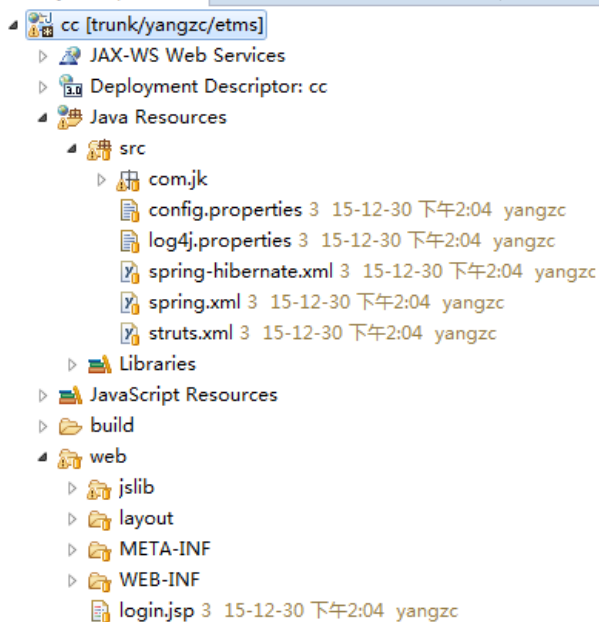 cc [trunk/yangzc/etms]
JAX-WS Web Services
3.0 Deployment Descriptor: cc
Java Resources
src
com.jk
config.properties 3 15-12-30 下午2:04 yangzc
log4j.properties 3 15-12-30 下午2:04 yangzc
spring-hibernate.xml 3 15-12-30 下午2:04 yangzc
spring.xml 3 15-12-30 下午2:04 yangzc
struts.xml 3 15-12-30 下午2:04 yangzc
Libraries
JavaScript Resources
build
web
jslib
layout
META-INF
WEB-INF
login.jsp 3 15-12-30 下午2:04 yangzc